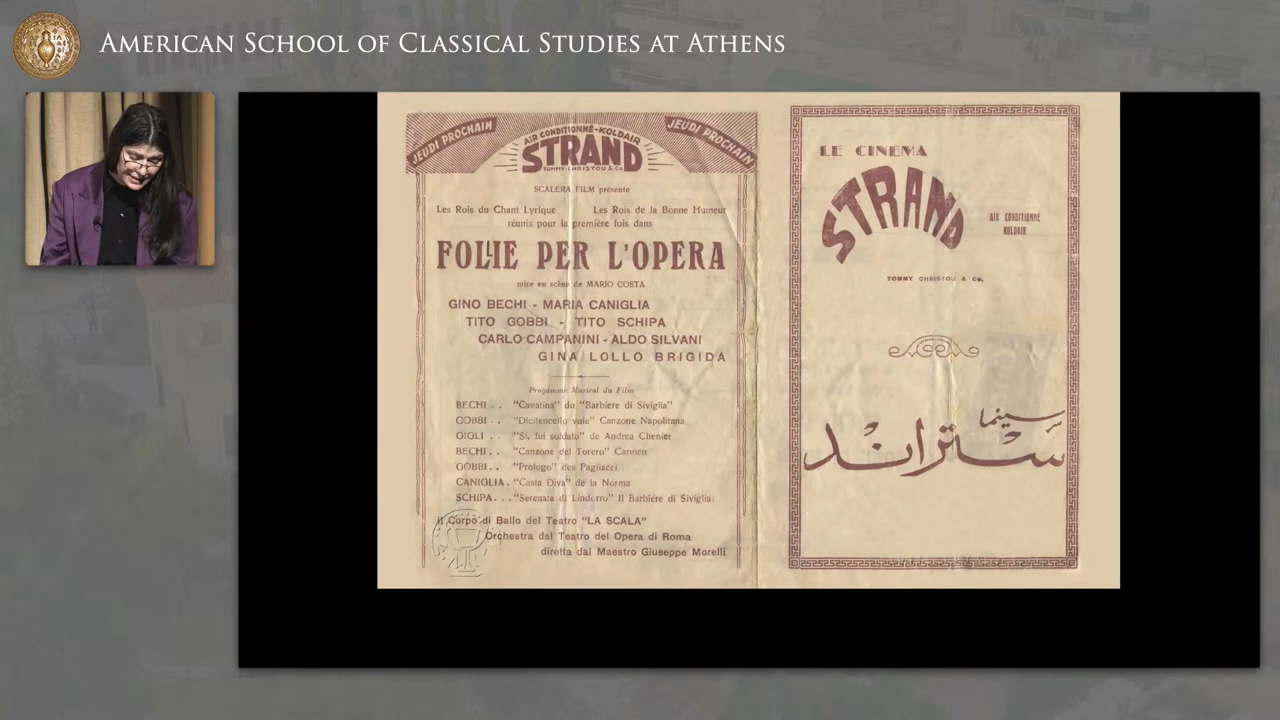 AMERICAN SCHOOL OF CLASSICAL STUDIES AT ATHENS
JEUDI PROCHAIN
AIR CONDITIONNÉ-KOLDAIR
JEUDI PROCHAIN
STRAND
TOMMY CHRISTOU & Co
SCALERA FILM présente
Les Rois du Chant Lyrique Les Rois de la Bonne Humeur
réunis pour la première fois dans
FOLLIE PER L'OPERA
mise en scène de MARIO COSTA
GINO BECHI - MARIA CANIGLIA
TITO GOBBI - TITO SCHIPA
CARLO CAMPANINI - ALDO SILVANI
GINA LOLLO BRIGIDA
Progamme Musical du Film
BECHI . . "Cavatina" du "Barbiere di Siviglia"
GOBBI . . "Dicitencello vuie" Canzone Napolitana
GIGLI . . "Si, fui soldato" de Andrea Chenier
BECHI . . "Canzone del Torero" Carmen
GOBBI . . "Prologo" des Pagliacci
CANIGLIA . "Casta Diva" de la Norma
SCHIPA . . . "Serenata di Lindorro" Il Barbiere di Siviglia
Il Corpo di Ballo del Teatro "LA SCALA"
Orchestra del Teatro del Opera di Roma
diretta dal Maestro Giuseppe Morelli
LE CINEMA
STRAND
AIR CONDITIONNÉ
KOLDAIR
TOMMY CHRISTOU & Co.
سينما
ستراند